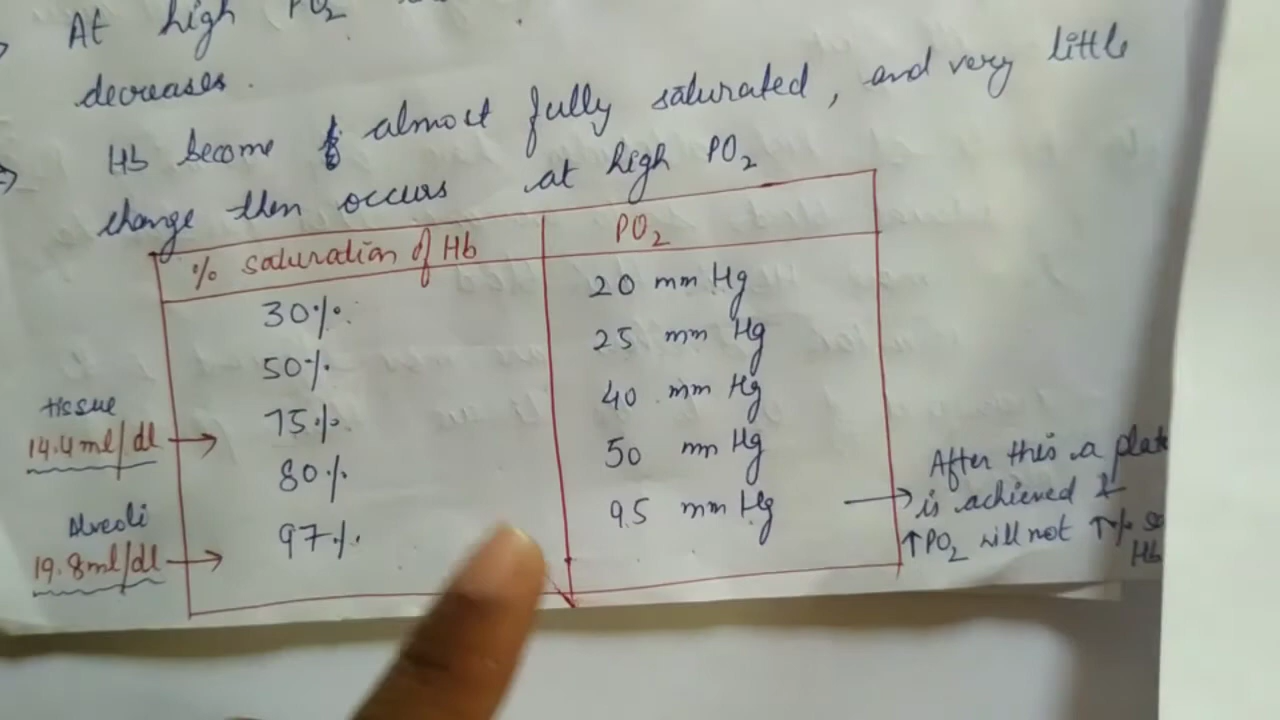 At high PO2
decreases.
Hb become almost fully saturated, and very little
change then occurs at high PO2
% saturation of Hb PO2
30% 20 mm Hg
50% 25 mm Hg
75% 40 mm Hg
80% 50 mm Hg
97% 95 mm Hg
tissue
14.4 ml/dl →
Alveoli
19.8 ml/dl →
→ After this a
is achieved &
↑PO2 will not ↑%
Hb